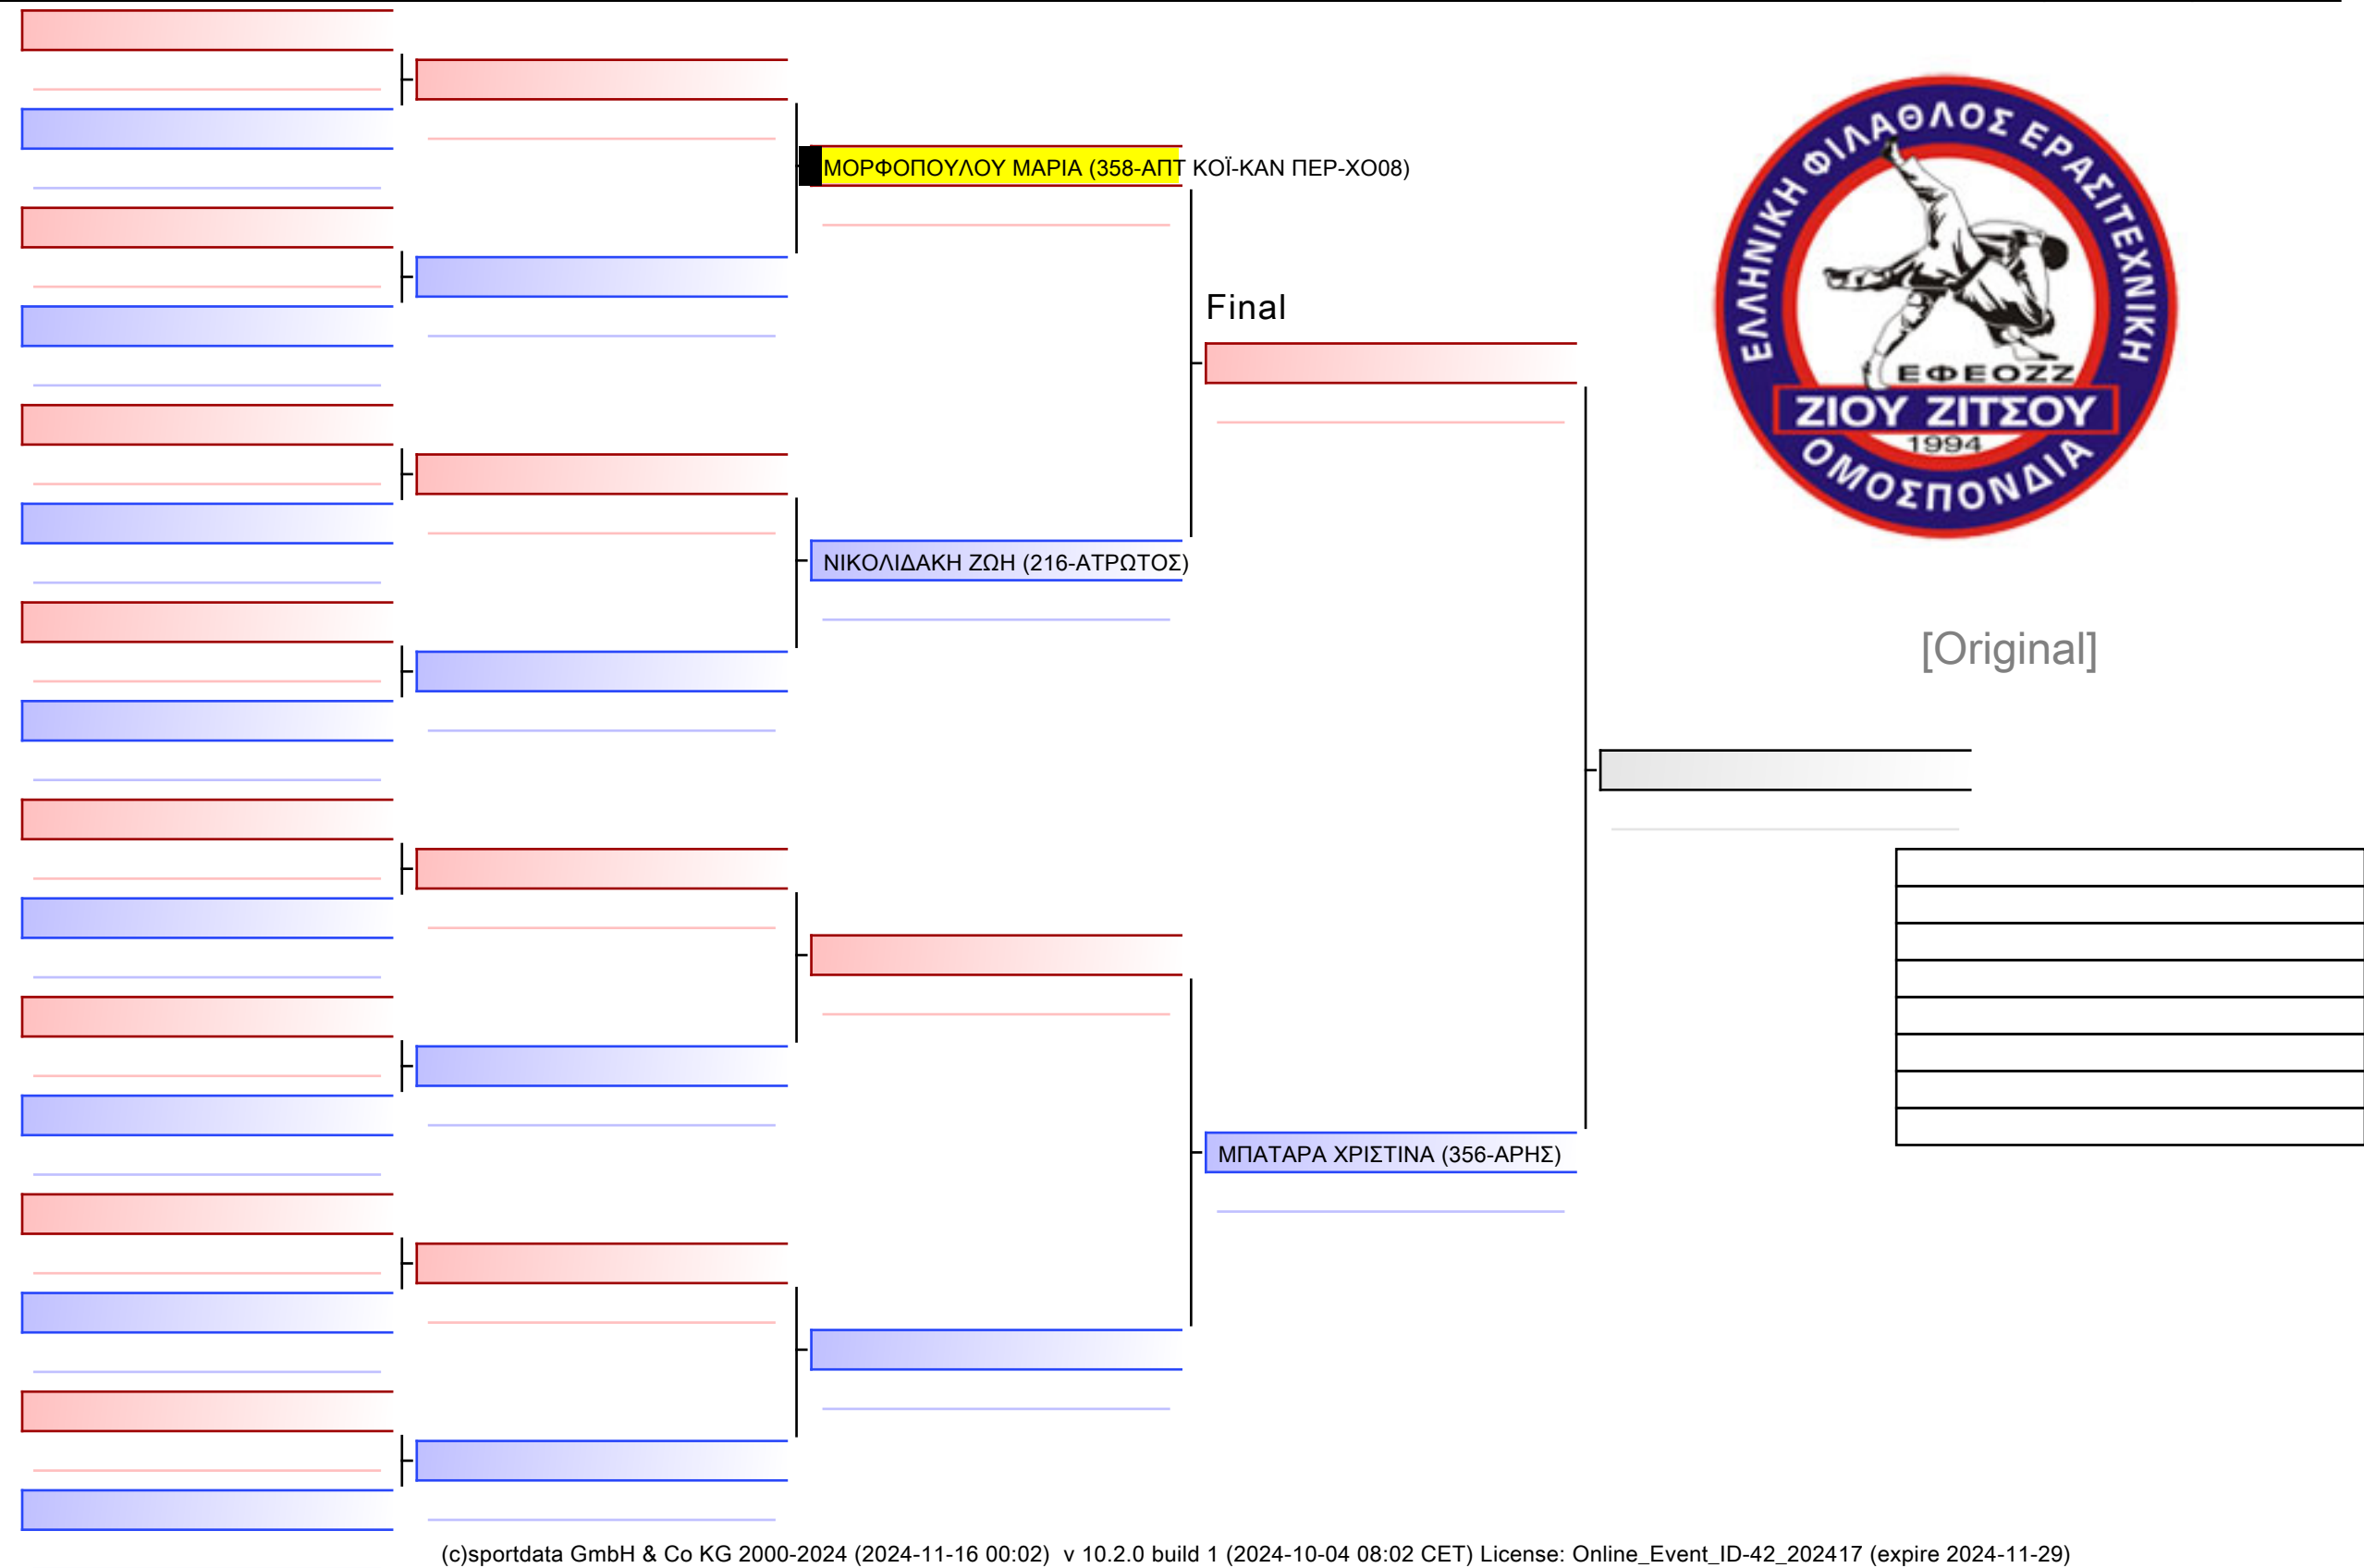 ΜΟΡΦΟΠΟΥΛΟΥ ΜΑΡΙΑ (358-ΑΠΤ ΚΟΪ-ΚΑΝ ΠΕΡ-ΧΟ08)
Final
ΝΙΚΟΛΙΔΑΚΗ ΖΩΗ (216-ΑΤΡΩΤΟΣ)
ΜΠΑΤΑΡΑ ΧΡΙΣΤΙΝΑ (356-ΑΡΗΣ)
ΕΛΛΗΝΙΚΗ ΦΙΛΑΘΛΟΣ ΕΡΑΣΙΤΕΧΝΙΚΗ
ΕΦΕΟΖΖ
ΖΙΟΥ ΖΙΤΣΟΥ
1994
ΟΜΟΣΠΟΝΔΙΑ
[Original]
(c)sportdata GmbH & Co KG 2000-2024 (2024-11-16 00:02) v 10.2.0 build 1 (2024-10-04 08:02 CET) License: Online_Event_ID-42_202417 (expire 2024-11-29)